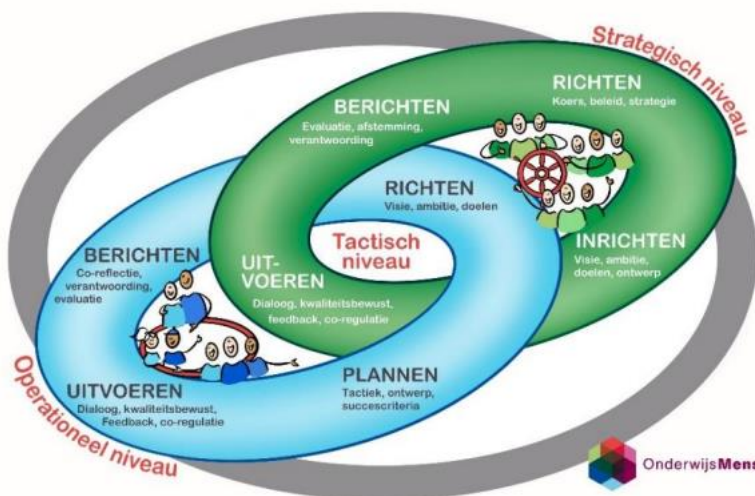 Strategisch niveau
RICHTEN
Koers, beleid, strategie
BERICHTEN
Evaluatie, afstemming,
verantwoording
RICHTEN
Visie, ambitie, doelen
INRICHTEN
Visie, ambitie,
doelen, ontwerp
Tactisch
niveau
BERICHTEN
Co-reflectie,
verantwoording,
evaluatie
UIT-
VOEREN
Dialoog, kwaliteitsbewust,
feedback, co-regulatie
PLANNEN
Tactiek, ontwerp,
succescriteria
UITVOEREN
Dialoog, kwaliteitsbewust,
Feedback, co-regulatie
Operationeel niveau
OnderwijsMens